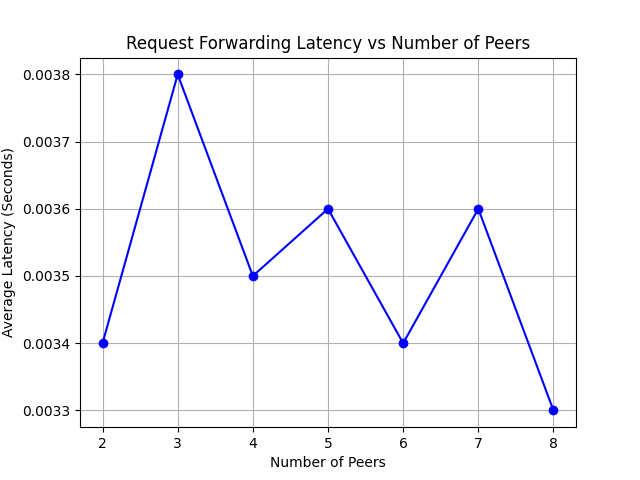 Request Forwarding Latency vs Number of Peers
Average Latency (Seconds)
0.0038
0.0037
0.0036
0.0035
0.0034
0.0033
2 3 4 5 6 7 8
Number of Peers